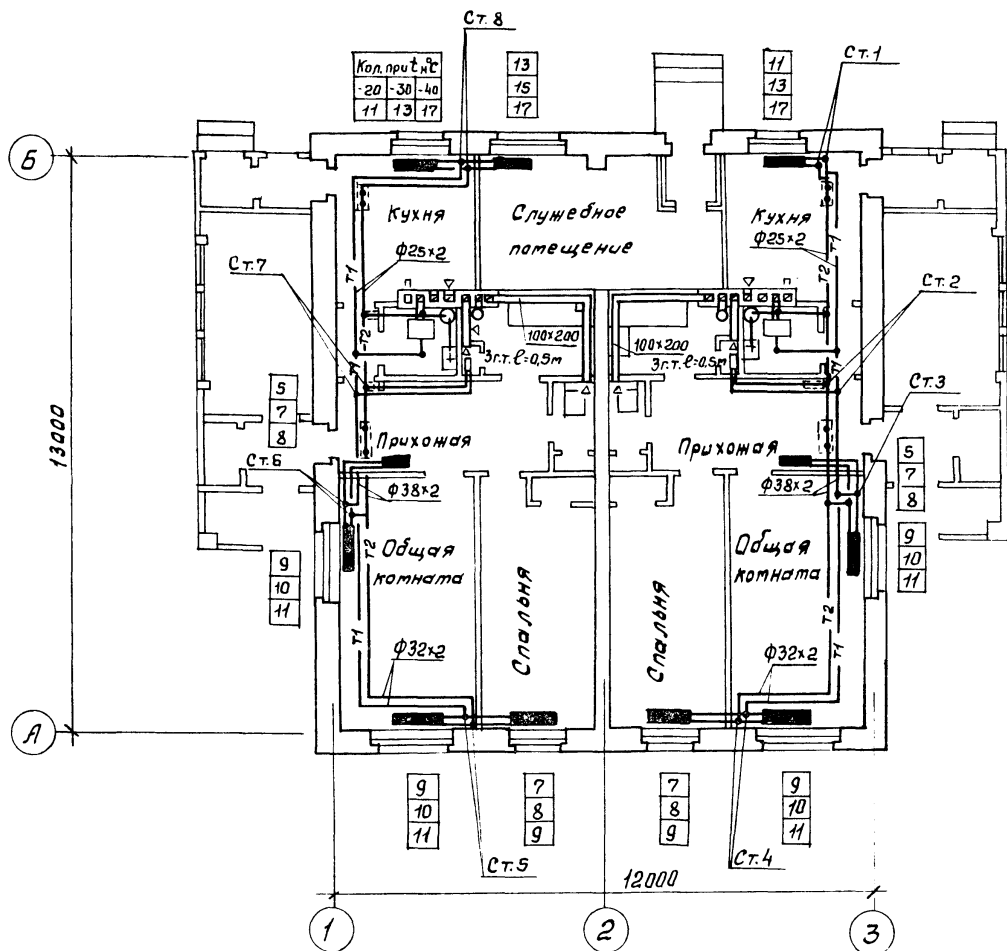 Ст.8
Кол. при tн°C
-20 -30 -40
11 13 17
13
15
17
11
13
17
Ст.1
Б
Кухня
Служебное
помещение
Кухня
Ф25×2
Ф25×2
Т1
Т1
Т2
Ст.7
Ст.2
Т2
100×200
100×200
3г.т. ℓ=0,5м
3г.т. ℓ=0,5м
Т1
Т1
Ст.3
5
7
8
Прихожая
Прихожая
13000
Ст.6
Ф38×2
Ф38×2
5
7
8
Т2
Общая
комната
Общая
комната
9
10
11
9
10
11
Спальня
Спальня
Т1
Т2
Т1
Ф32×2
Ф32×2
А
9
10
11
7
8
9
7
8
9
9
10
11
Ст.5
Ст.4
12000
1
2
3